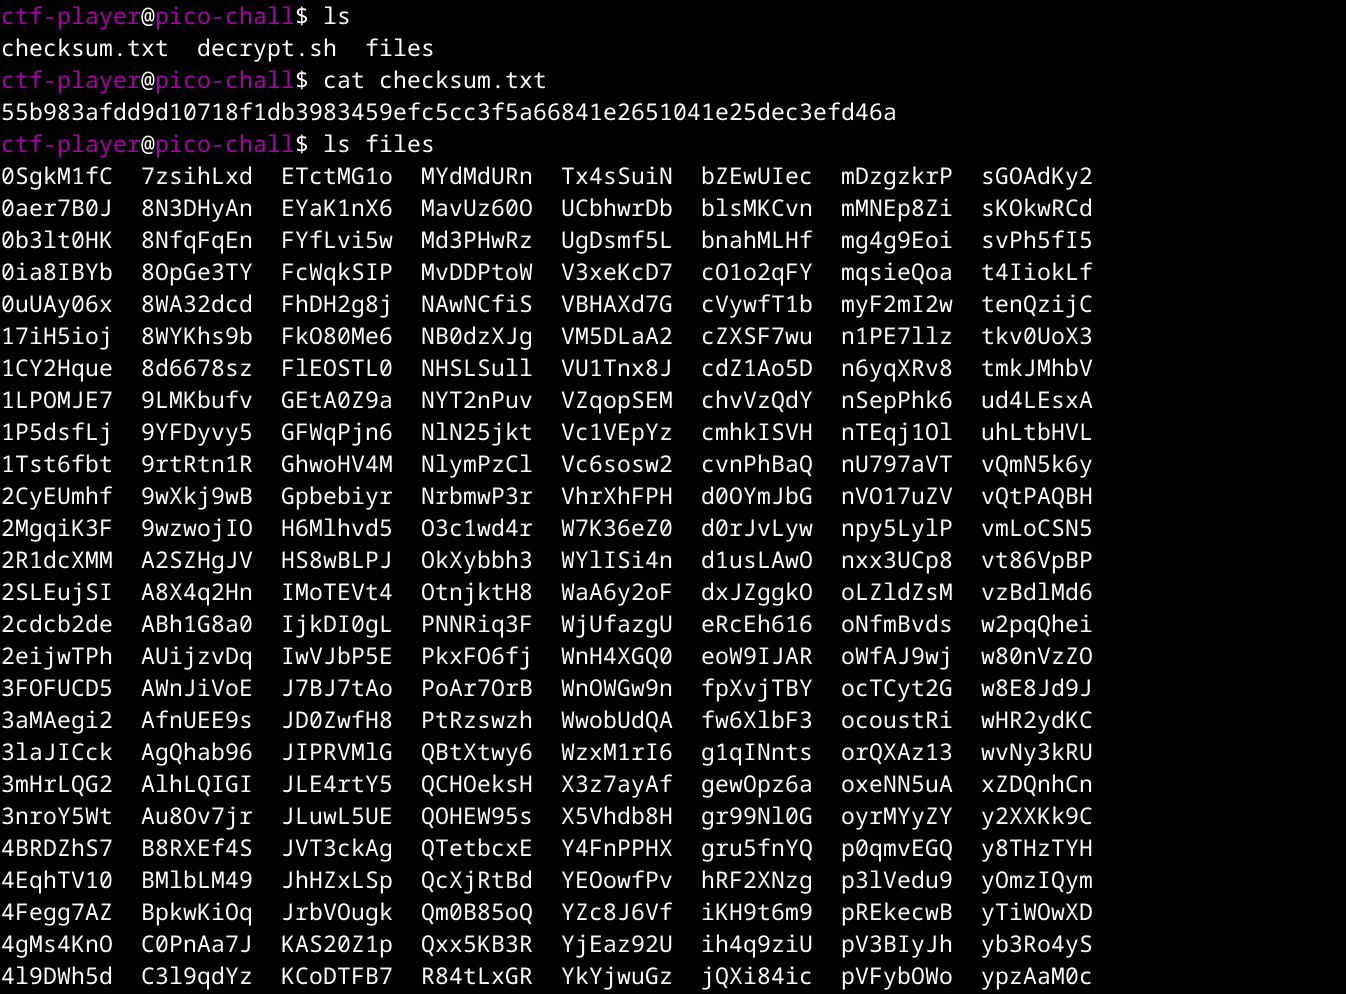 ctf-player@pico-chall$ ls
checksum.txt  decrypt.sh  files
ctf-player@pico-chall$ cat checksum.txt
55b983afdd9d10718f1db3983459efc5cc3f5a66841e2651041e25dec3efd46a
ctf-player@pico-chall$ ls files
0SgkM1fC  7zsihLxd  ETctMG1o  MYdMdURn  Tx4sSuiN  bZEwUIec  mDzgzkrP  sGOAdKy2
0aer7B0J  8N3DHyAn  EYaK1nX6  MavUz60O  UCbhwrDb  blsMKCvn  mMNEp8Zi  sKOkwRCd
0b3lt0HK  8NfqFqEn  FYfLvi5w  Md3PHwRz  UgDsmf5L  bnahMLHf  mg4g9Eoi  svPh5fI5
0ia8IBYb  8OpGe3TY  FcWqkSIP  MvDDPtoW  V3xeKcD7  cO1o2qFY  mqsieQoa  t4IiokLf
0uUAy06x  8WA32dcd  FhDH2g8j  NAwNCfiS  VBHAXd7G  cVywfT1b  myF2mI2w  tenQzijC
17iH5ioj  8WYKhs9b  FkO80Me6  NB0dzXJg  VM5DLaA2  cZXSF7wu  n1PE7llz  tkv0UoX3
1CY2Hque  8d6678sz  FlEOSTL0  NHSLSull  VU1Tnx8J  cdZ1Ao5D  n6yqXRv8  tmkJMhbV
1LPOMJE7  9LMKbufv  GEtA0Z9a  NYT2nPuv  VZqopSEM  chvVzQdY  nSepPhk6  ud4LEsxA
1P5dsfLj  9YFDyvy5  GFWqPjn6  NlN25jkt  Vc1VEpYz  cmhkISVH  nTEqj1Ol  uhLtbHVL
1Tst6fbt  9rtRtn1R  GhwoHV4M  NlymPzCl  Vc6sosw2  cvnPhBaQ  nU797aVT  vQmN5k6y
2CyEUmhf  9wXkj9wB  Gpbebiyr  NrbmwP3r  VhrXhFPH  d0OYmJbG  nVO17uZV  vQtPAQBH
2MgqiK3F  9wzwojIO  H6Mlhvd5  O3c1wd4r  W7K36eZ0  d0rJvLyw  npy5LylP  vmLoCSN5
2R1dcXMM  A2SZHgJV  HS8wBLPJ  OkXybbh3  WYlISi4n  d1usLAwO  nxx3UCp8  vt86VpBP
2SLEujSI  A8X4q2Hn  IMoTEVt4  OtnjktH8  WaA6y2oF  dxJZggkO  oLZldZsM  vzBdlMd6
2cdcb2de  ABh1G8a0  IjkDI0gL  PNNRiq3F  WjUfazgU  eRcEh616  oNfmBvds  w2pqQhei
2eijwTPh  AUijzvDq  IwVJbP5E  PkxFO6fj  WnH4XGQ0  eoW9IJAR  oWfAJ9wj  w80nVzZO
3FOFUCD5  AWnJiVoE  J7BJ7tAo  PoAr7OrB  WnOWGw9n  fpXvjTBY  ocTCyt2G  w8E8Jd9J
3aMAegi2  AfnUEE9s  JD0ZwfH8  PtRzswzh  WwobUdQA  fw6XlbF3  ocoustRi  wHR2ydKC
3laJICck  AgQhab96  JIPRVMlG  QBtXtwy6  WzxM1rI6  g1qINnts  orQXAz13  wvNy3kRU
3mHrLQG2  AlhLQIGI  JLE4rtY5  QCHOeksH  X3z7ayAf  gewOpz6a  oxeNN5uA  xZDQnhCn
3nroY5Wt  Au8Ov7jr  JLuwL5UE  QOHEW95s  X5Vhdb8H  gr99Nl0G  oyrMYyZY  y2XXKk9C
4BRDZhS7  B8RXEf4S  JVT3ckAg  QTetbcxE  Y4FnPPHX  gru5fnYQ  p0qmvEGQ  y8THzTYH
4EqhTV10  BMlbLM49  JhHZxLSp  QcXjRtBd  YEOowfPv  hRF2XNzg  p3lVedu9  yOmzIQym
4Fegg7AZ  BpkwKiOq  JrbVOugk  Qm0B85oQ  YZc8J6Vf  iKH9t6m9  pREkecwB  yTiWOwXD
4gMs4KnO  C0PnAa7J  KAS20Z1p  Qxx5KB3R  YjEaz92U  ih4q9ziU  pV3BIyJh  yb3Ro4yS
4l9DWh5d  C3l9qdYz  KCoDTFB7  R84tLxGR  YkYjwuGz  jQXi84ic  pVFybOWo  ypzAaM0c